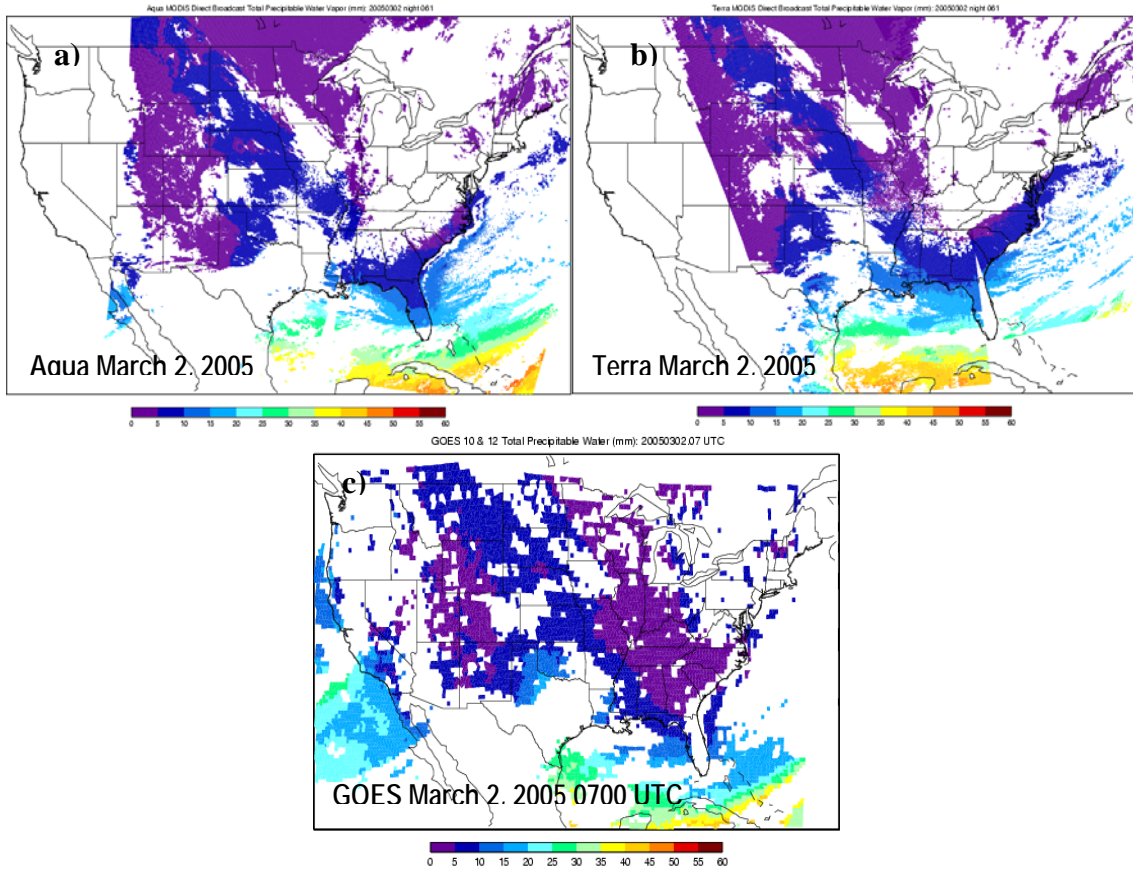 Aqua MODIS Direct Broadcast Total Precipitable Water Vapor (mm): 20050302 night 061
Terra MODIS Direct Broadcast Total Precipitable Water Vapor (mm): 20050302 night 061
a)
b)
Aqua March 2, 2005
Terra March 2, 2005
0 5 10 15 20 25 30 35 40 45 50 55 60
0 5 10 15 20 25 30 35 40 45 50 55 60
GOES 10 & 12 Total Precipitable Water (mm): 20050302.07 UTC
c)
GOES March 2, 2005 0700 UTC
0 5 10 15 20 25 30 35 40 45 50 55 60